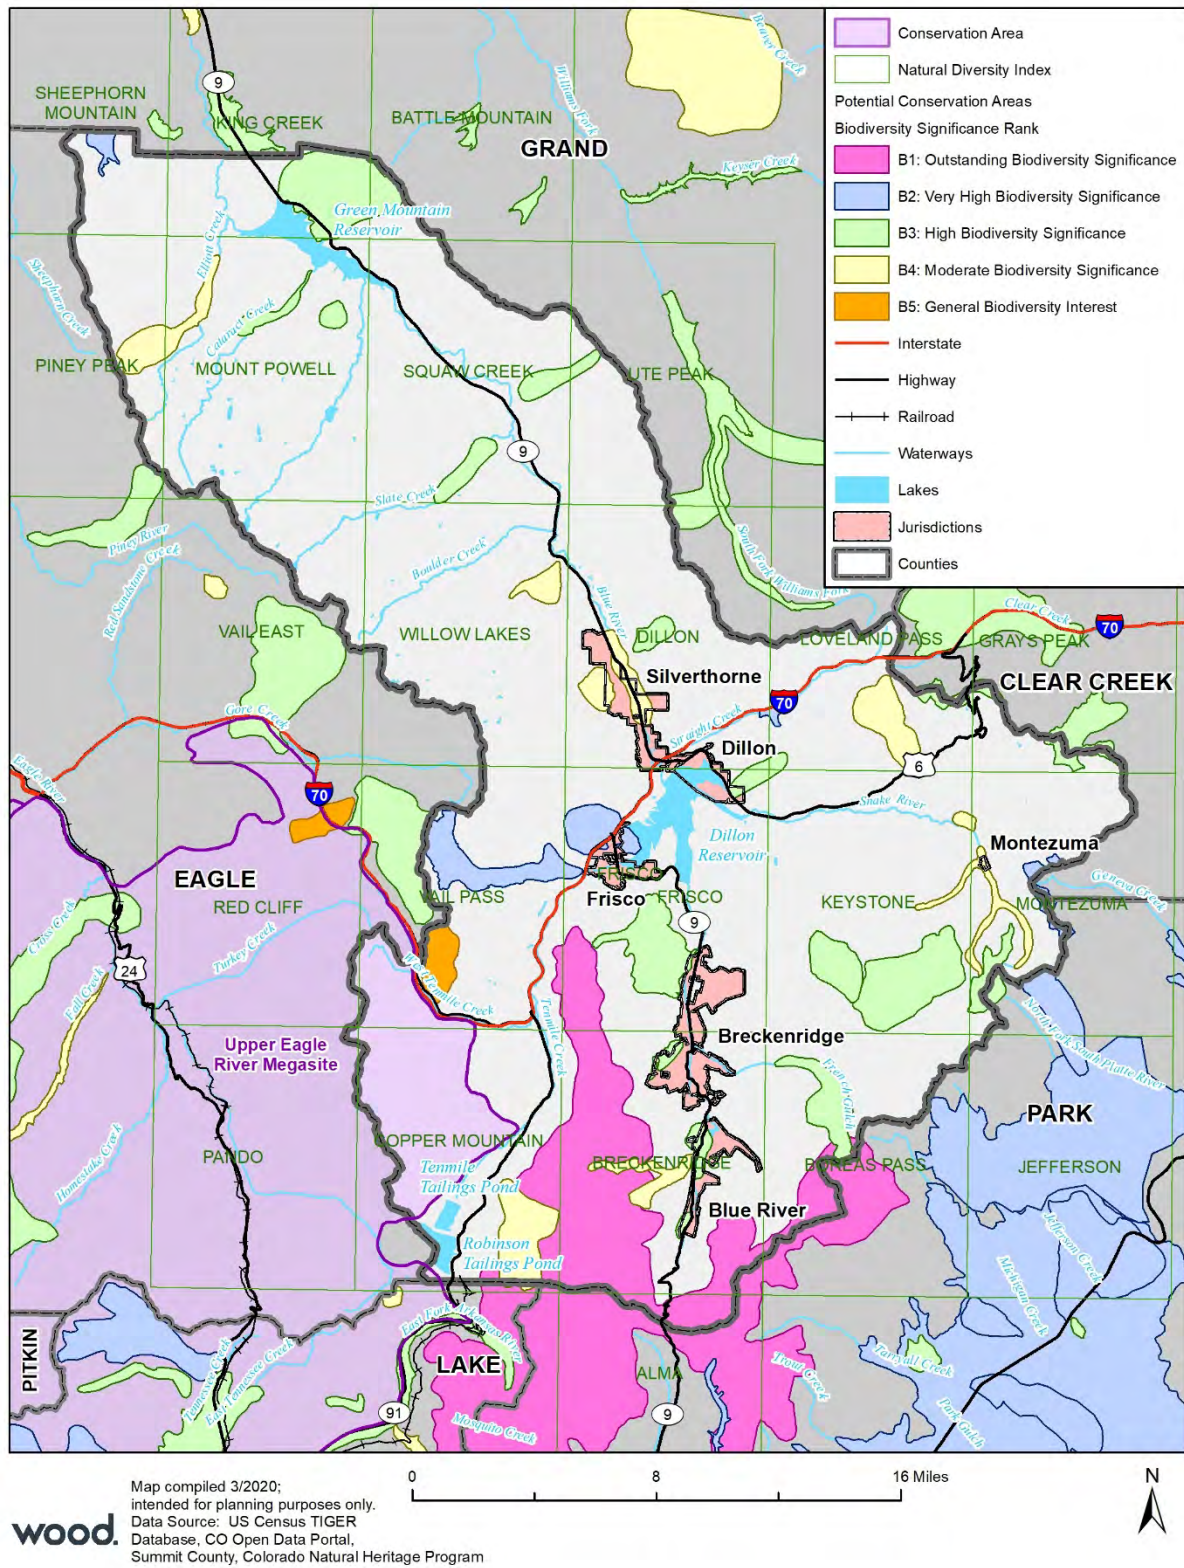 Conservation Area
Natural Diversity Index
Potential Conservation Areas
Biodiversity Significance Rank
B1: Outstanding Biodiversity Significance
B2: Very High Biodiversity Significance
B3: High Biodiversity Significance
B4: Moderate Biodiversity Significance
B5: General Biodiversity Interest
Interstate
Highway
Railroad
Waterways
Lakes
Jurisdictions
Counties
9
SHEEPHORN
MOUNTAIN
KING CREEK
BATTLE MOUNTAIN
Williams Fork
Beaver Creek
GRAND
Keyser Creek
Green Mountain
Reservoir
Elliott Creek
Sheephorn Creek
Cataract Creek
PINEY PEAK
MOUNT POWELL
SQUAW CREEK
UTE PEAK
9
Slate Creek
Piney River
Boulder Creek
Red Sandstone Creek
South Fork Williams Fork
Blue River
Clear Creek
VAIL EAST
WILLOW LAKES
DILLON
LOVELAND PASS
GRAYS PEAK
70
Silverthorne
CLEAR CREEK
Gore Creek
70
Straight Creek
Dillon
Eagle River
6
70
Snake River
Dillon
Reservoir
Montezuma
EAGLE
FRISCO
Geneva Creek
RED CLIFF
VAIL PASS
Frisco
FRISCO
KEYSTONE
MONTEZUMA
Cross Creek
9
Turkey Creek
24
Fall Creek
West Tenmile Creek
Tenmile Creek
North Fork South Platte River
Upper Eagle
River Megasite
Breckenridge
French Gulch
PARK
COPPER MOUNTAIN
Homestake Creek
PANDO
BRECKENRIDGE
BOREAS PASS
JEFFERSON
Tenmile
Tailings Pond
Blue River
Jefferson Creek
Robinson
Tailings Pond
Michigan Creek
East Fork Arkansas River
PITKIN
Tennessee Creek
East Tennessee Creek
LAKE
ALMA
Trout Creek
Tarryall Creek
91
9
Mosquito Creek
Park Gulch
0 8 16 Miles
N
wood.
Map compiled 3/2020;
intended for planning purposes only.
Data Source: US Census TIGER
Database, CO Open Data Portal,
Summit County, Colorado Natural Heritage Program